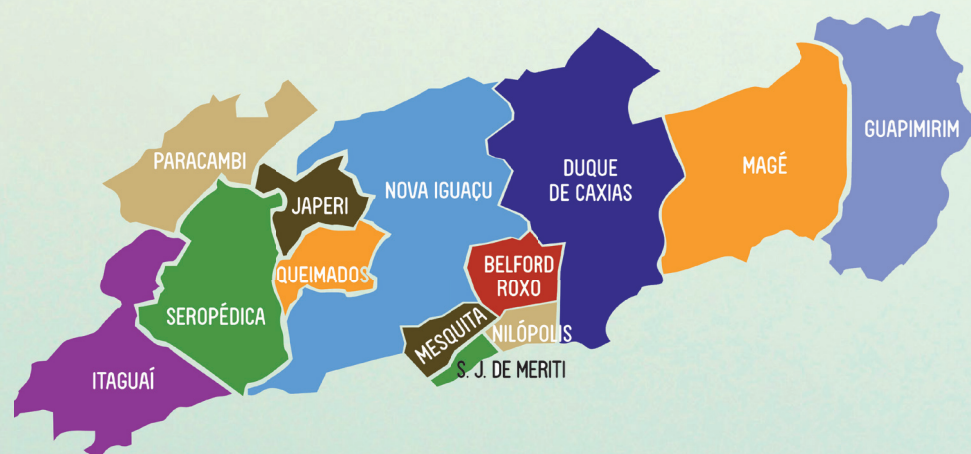 GUAPIMIRIM
PARACAMBI
MAGÉ
DUQUE
DE CAXIAS
NOVA IGUAÇU
JAPERI
BELFORD
ROXO
QUEIMADOS
SEROPÉDICA
MESQUITA
NILÓPOLIS
S. J. DE MERITI
ITAGUAÍ